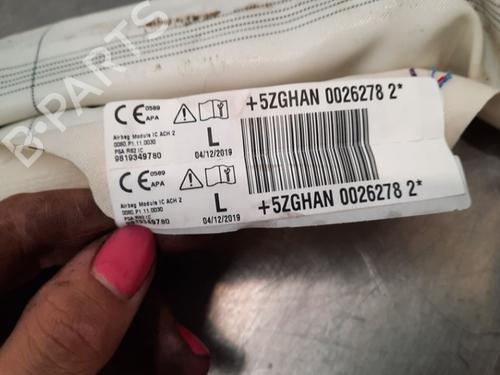 B-PARTS
CE 0589
APA
L
Airbag Module IC ACH 2
0080.P1.11.0030
PSA R82 IC
9819349780
04/12/2019
+5ZGHAN 0026278 2*
CE 0589
APA
L
Airbag Module IC ACH 2
0080.P1.11.0030
PSA R82 IC
9819349780
04/12/2019
+5ZGHAN 0026278 2*